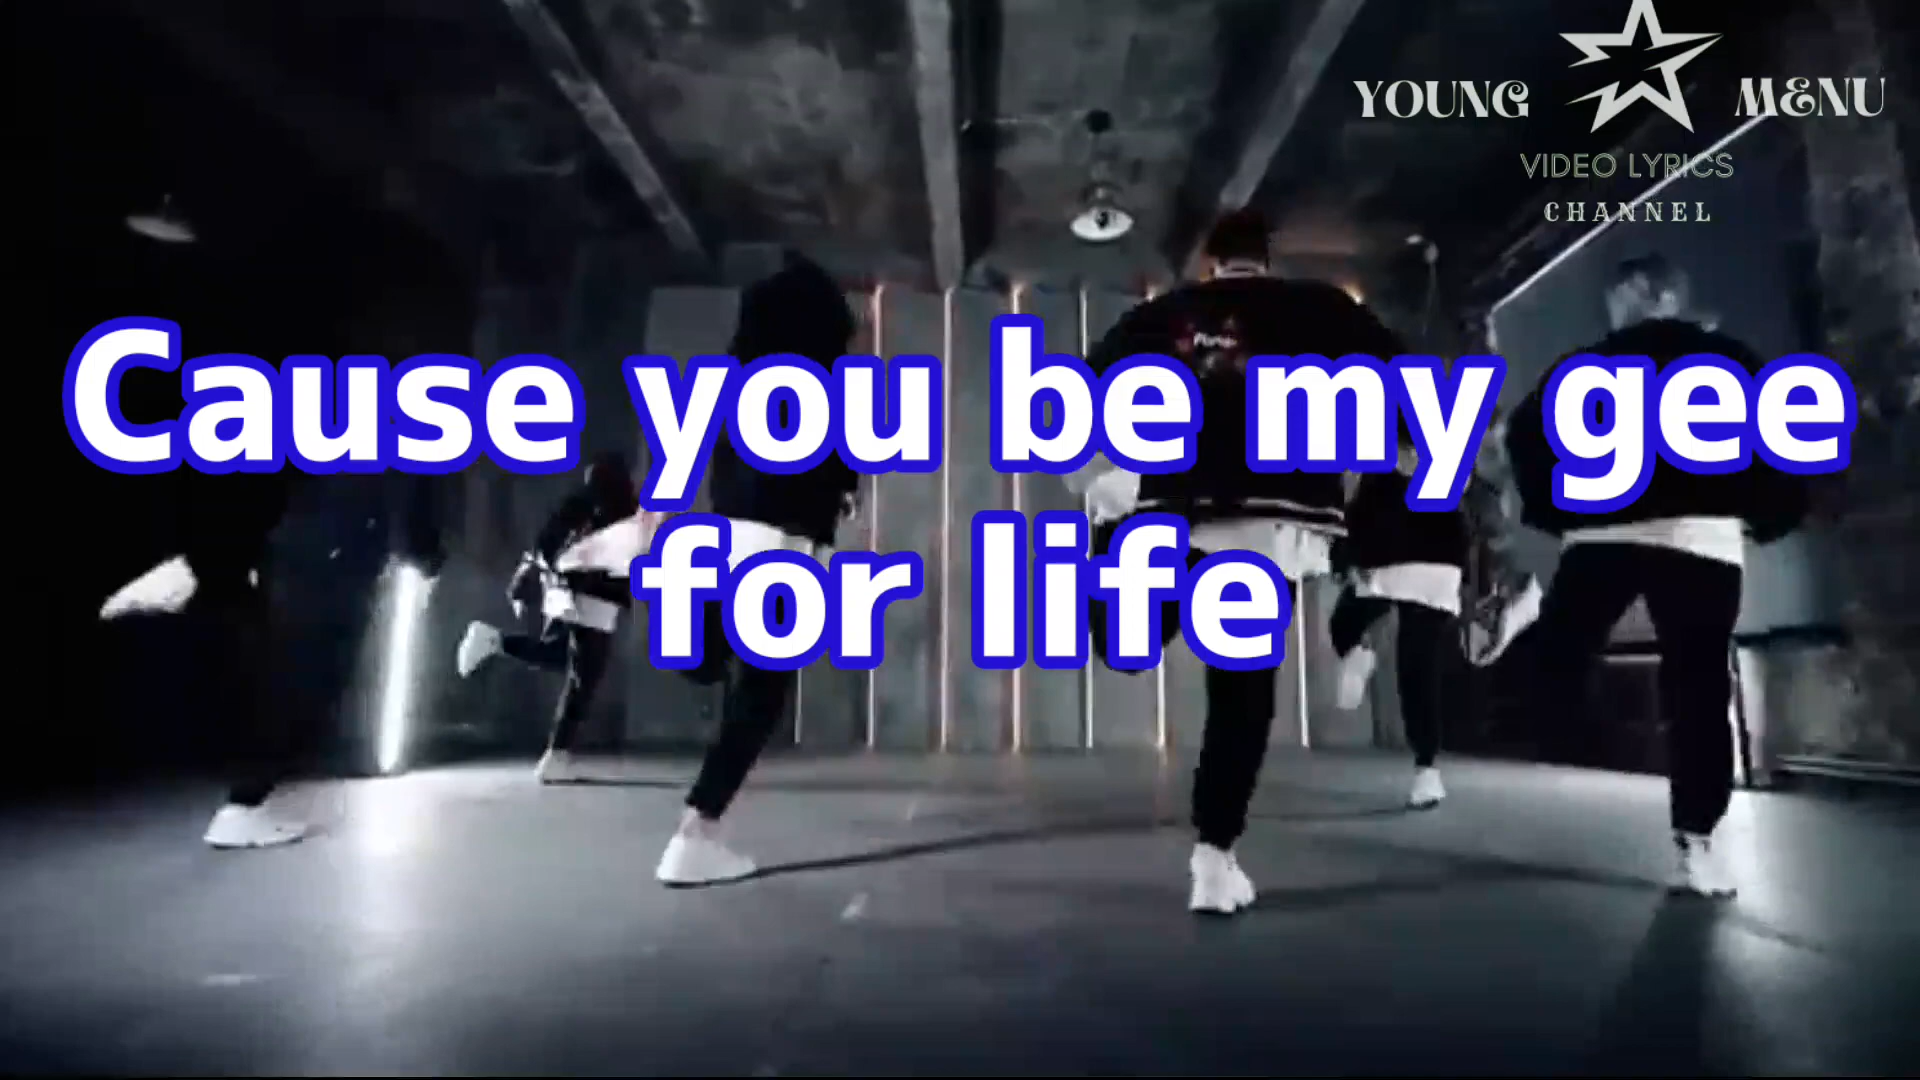 YOUNG MENU
VIDEO LYRICS
CHANNEL
Cause you be my gee
for life